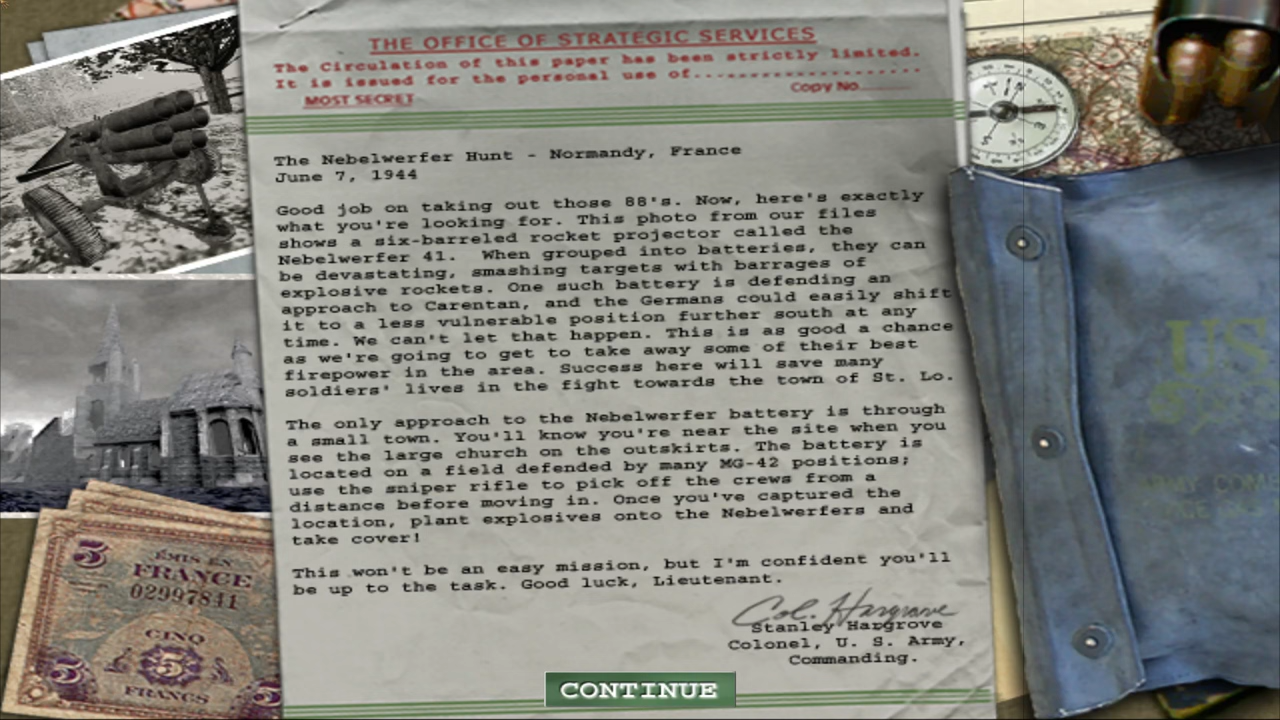 THE OFFICE OF STRATEGIC SERVICES
The Circulation of this paper has been strictly limited.
It is issued for the personal use of....................
MOST SECRET
Copy No.........
The Nebelwerfer Hunt - Normandy, France
June 7, 1944
Good job on taking out those 88's. Now, here's exactly
what you're looking for. This photo from our files
shows a six-barreled rocket projector called the
Nebelwerfer 41.  When grouped into batteries, they can
be devastating, smashing targets with barrages of
explosive rockets. One such battery is defending an
approach to Carentan, and the Germans could easily shift
it to a less vulnerable position further south at any
time. We can't let that happen. This is as good a chance
as we're going to get to take away some of their best
firepower in the area. Success here will save many
soldiers' lives in the fight towards the town of St. Lo.
The only approach to the Nebelwerfer battery is through
a small town. You'll know you're near the site when you
see the large church on the outskirts. The battery is
located on a field defended by many MG-42 positions;
use the sniper rifle to pick off the crews from a
distance before moving in. Once you've captured the
location, plant explosives onto the Nebelwerfers and
take cover!
This won't be an easy mission, but I'm confident you'll
be up to the task. Good luck, Lieutenant.
Col. Hargrove
Stanley Hargrove
Colonel, U. S. Army,
Commanding.
CONTINUE
5
ÉMIS EN
FRANCE
02997841
CINQ
5
5
5
FRANCS
US